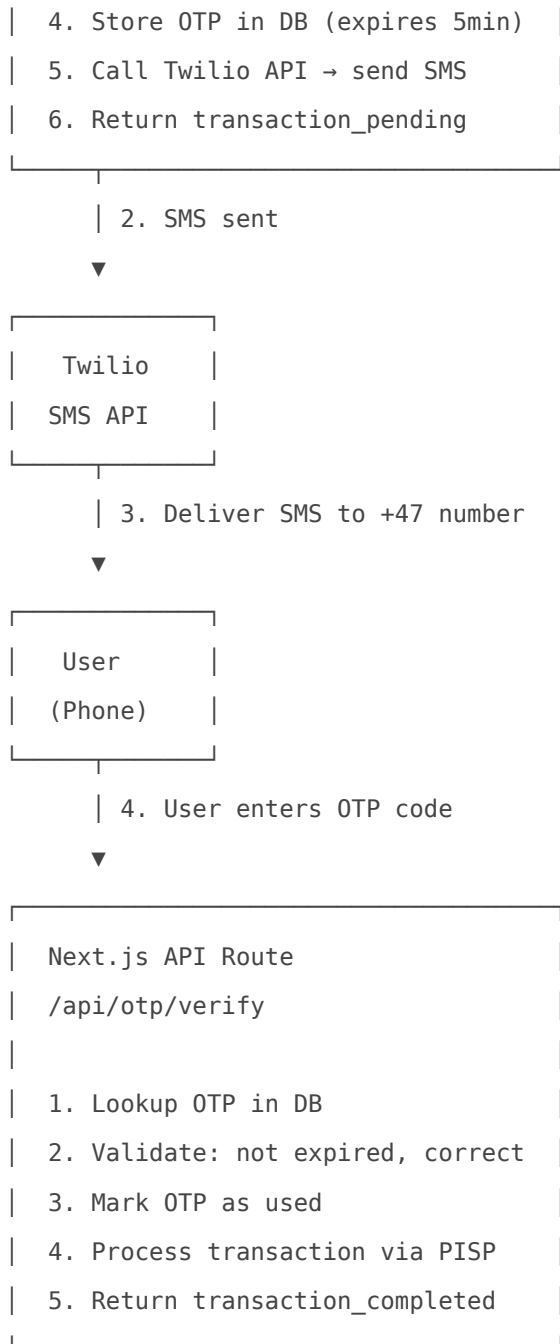 4. Store OTP in DB (expires 5min)
5. Call Twilio API → send SMS
6. Return transaction_pending
2. SMS sent
Twilio
SMS API
3. Deliver SMS to +47 number
User
(Phone)
4. User enters OTP code
Next.js API Route
/api/otp/verify
1. Lookup OTP in DB
2. Validate: not expired, correct
3. Mark OTP as used
4. Process transaction via PISP
5. Return transaction_completed